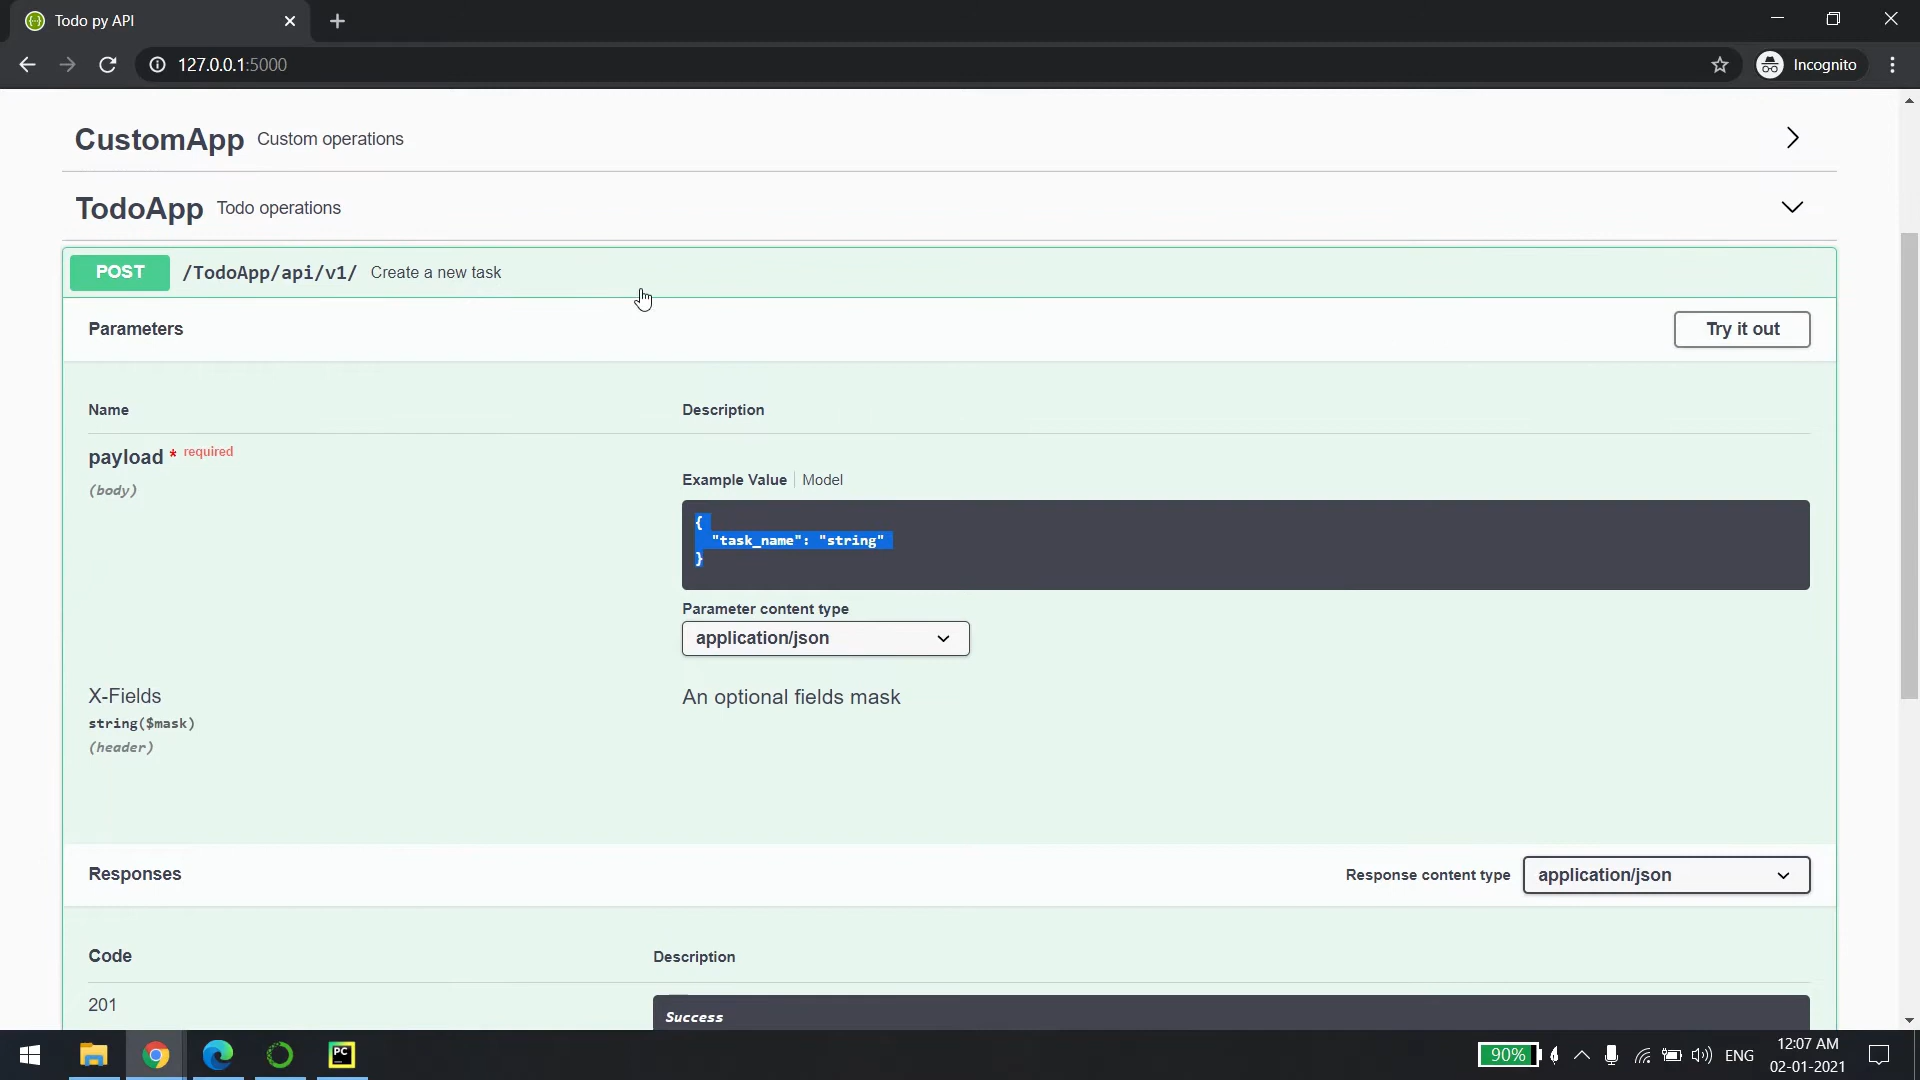 Todo py API
127.0.0.1:5000
Incognito
CustomApp Custom operations
TodoApp Todo operations
POST /TodoApp/api/v1/ Create a new task
Parameters
Try it out
Name
Description
payload * required
(body)
Example Value Model
{
"task_name": "string"
}
Parameter content type
application/json
X-Fields
string($mask)
(header)
An optional fields mask
Responses
Response content type
application/json
Code
Description
201
Success
PC
90%
ENG
12:07 AM
02-01-2021